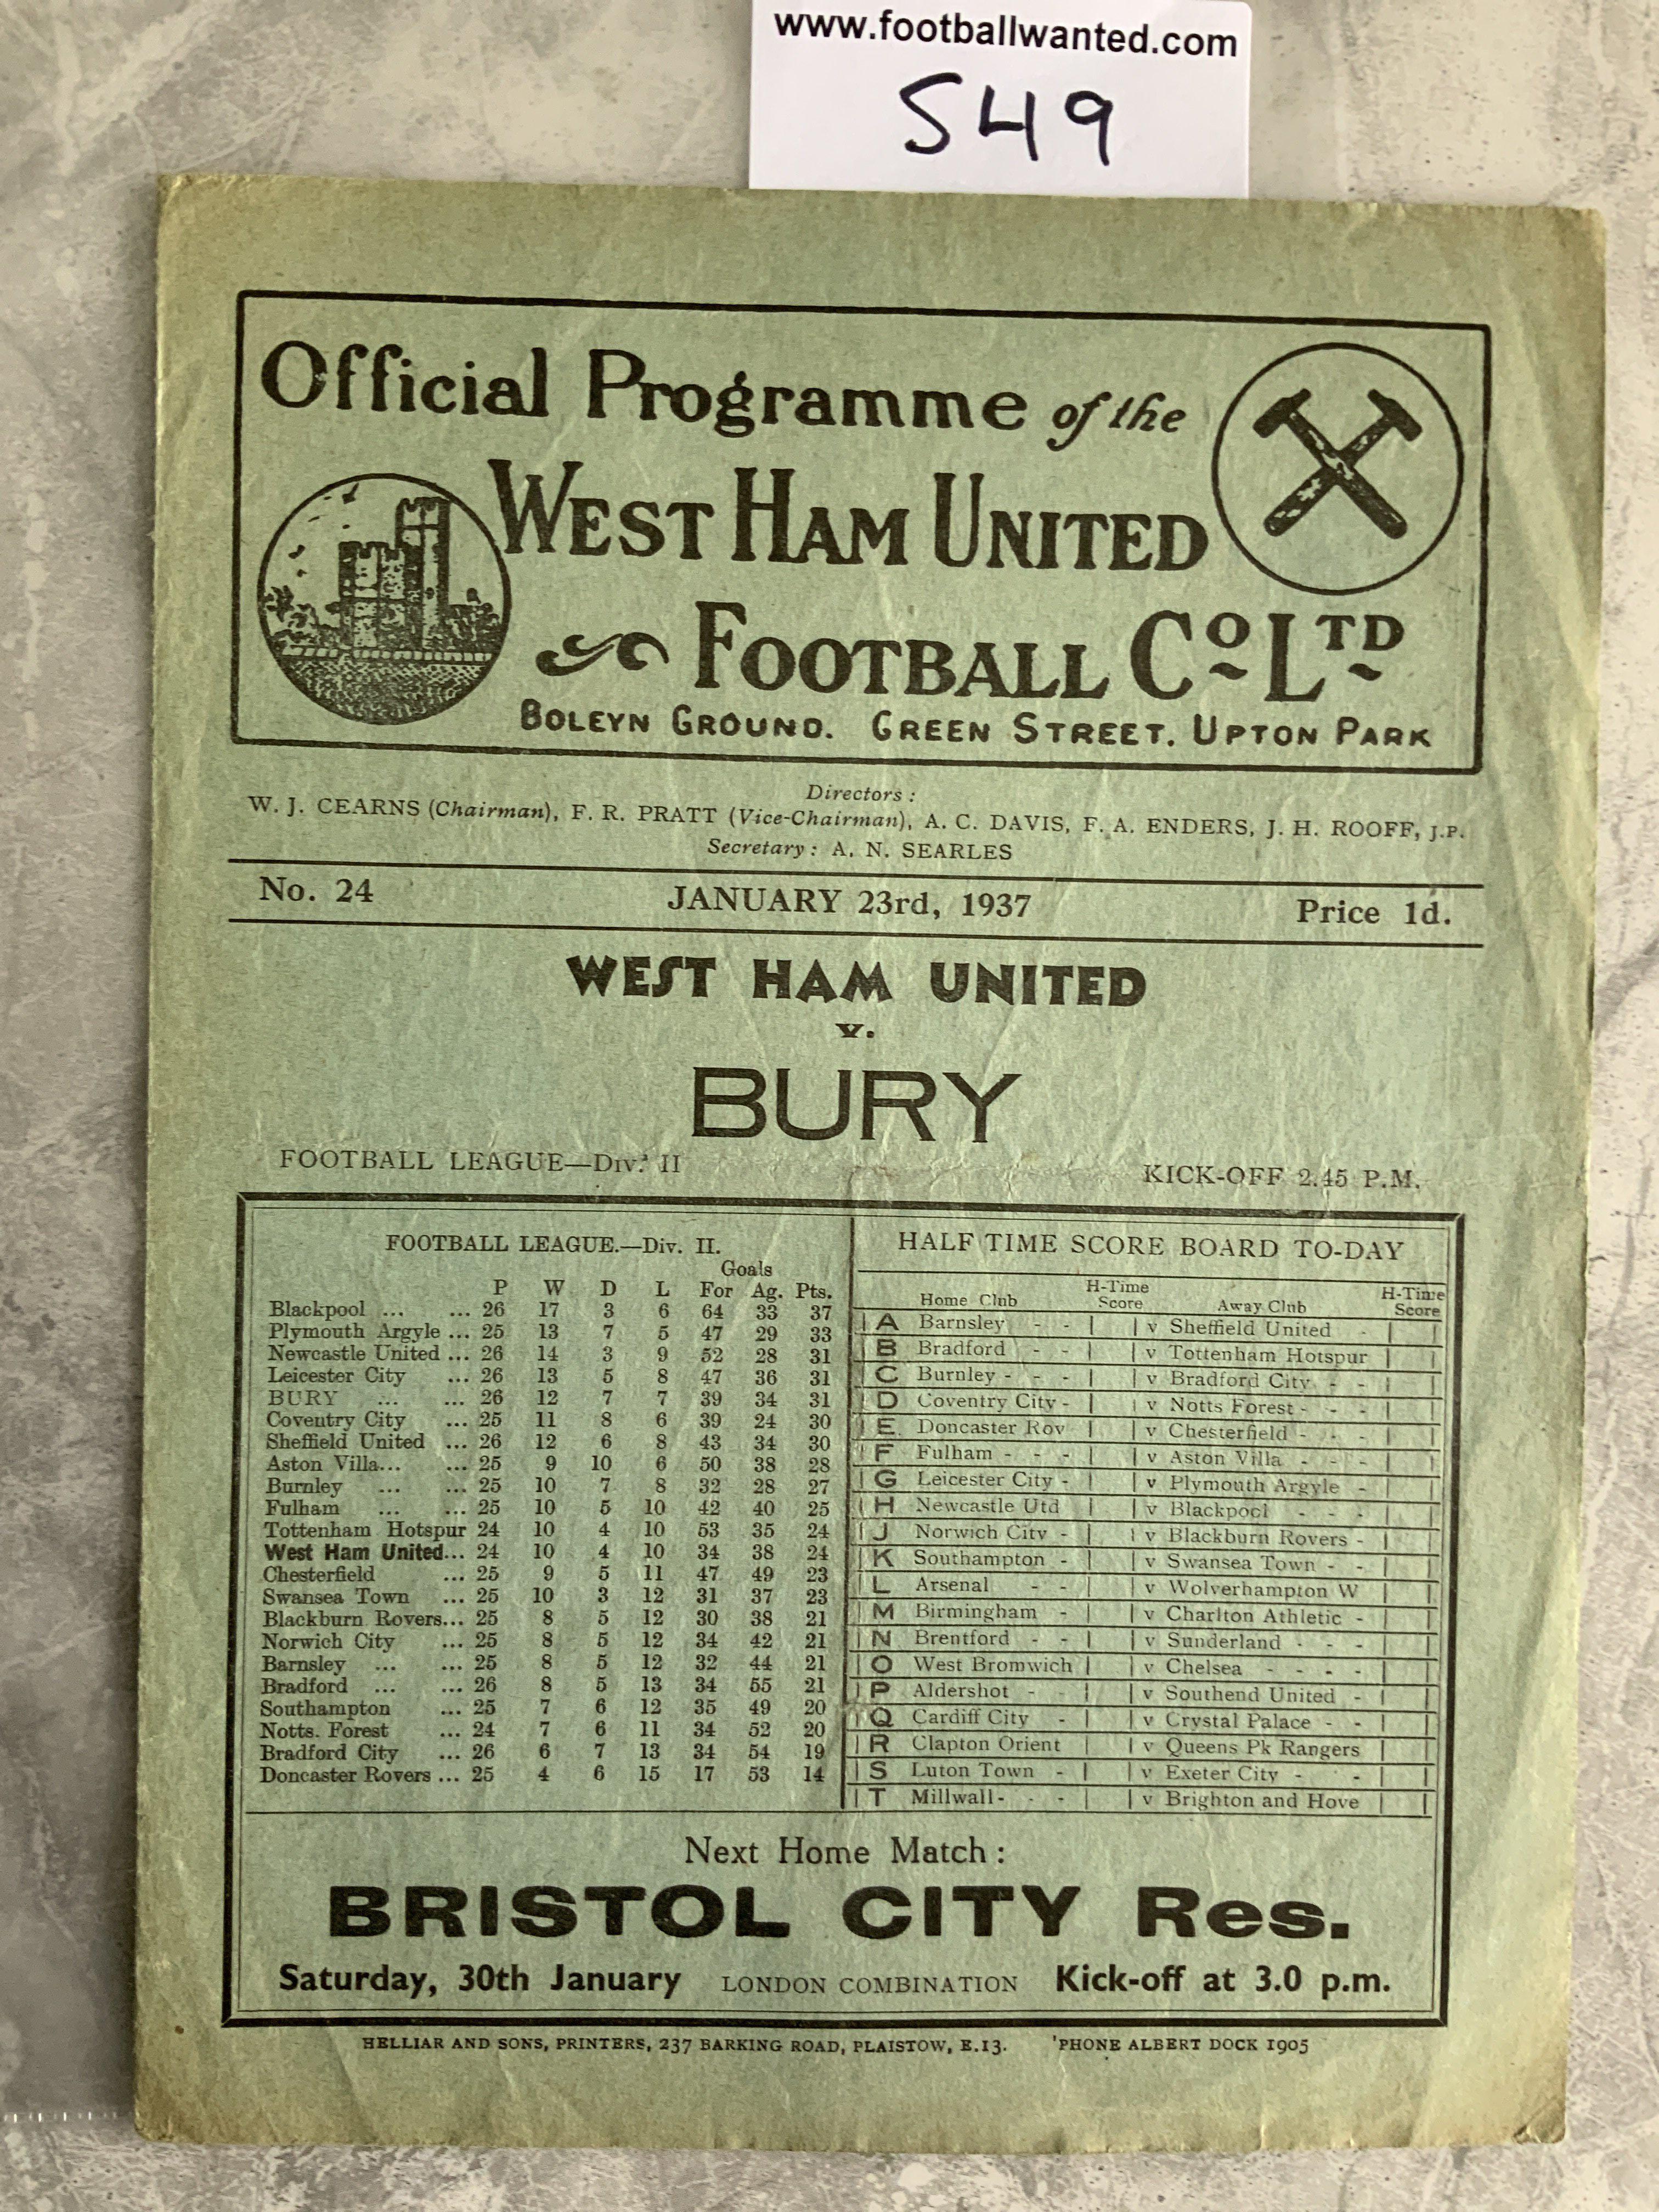 www.footballwanted.com
S49
Official Programme of the
WEST HAM UNITED
FOOTBALL Co LTD
BOLEYN GROUND. GREEN STREET. UPTON PARK
Directors :
W. J. CEARNS (Chairman), F. R. PRATT (Vice-Chairman), A. C. DAVIS, F. A. ENDERS, J. H. ROOFF, J.P.
Secretary : A. N. SEARLES
No. 24 JANUARY 23rd, 1937 Price 1d.
WEST HAM UNITED
v.
BURY
FOOTBALL LEAGUE—Div. II KICK-OFF 2.45 P.M.
FOOTBALL LEAGUE.—Div. II.
Goals
P W D L For Ag. Pts.
Blackpool ... ... 26 17 3 6 64 33 37
Plymouth Argyle ... 25 13 7 5 47 29 33
Newcastle United ... 26 14 3 9 52 28 31
Leicester City ... 26 13 5 8 47 36 31
BURY ... ... 26 12 7 7 39 34 31
Coventry City ... 25 11 8 6 39 24 30
Sheffield United ... 26 12 6 8 43 34 30
Aston Villa... ... 25 9 10 6 50 38 28
Burnley ... ... 25 10 7 8 32 28 27
Fulham ... ... 25 10 5 10 42 40 25
Tottenham Hotspur 24 10 4 10 53 35 24
West Ham United... 24 10 4 10 34 38 24
Chesterfield ... 25 9 5 11 47 49 23
Swansea Town ... 25 10 3 12 31 37 23
Blackburn Rovers... 25 8 5 12 30 38 21
Norwich City ... 25 8 5 12 34 42 21
Barnsley ... ... 25 8 5 12 32 44 21
Bradford ... ... 26 8 5 13 34 55 21
Southampton ... 25 7 6 12 35 49 20
Notts. Forest ... 24 7 6 11 34 52 20
Bradford City ... 26 6 7 13 34 54 19
Doncaster Rovers ... 25 4 6 15 17 53 14
HALF TIME SCORE BOARD TO-DAY
Home Club H-Time Score Away Club H-Time Score
A Barnsley - - v Sheffield United -
B Bradford - - v Tottenham Hotspur
C Burnley - - - v Bradford City - -
D Coventry City - v Notts Forest - - -
E Doncaster Rov v Chesterfield - - -
F Fulham - - - v Aston Villa - - -
G Leicester City - v Plymouth Argyle -
H Newcastle Utd v Blackpool - - -
J Norwich City - v Blackburn Rovers -
K Southampton - v Swansea Town - -
L Arsenal - - v Wolverhampton W
M Birmingham - v Charlton Athletic -
N Brentford - - v Sunderland - - -
O West Bromwich v Chelsea - - - -
P Aldershot - - v Southend United -
Q Cardiff City - v Crystal Palace - -
R Clapton Orient v Queens Pk Rangers
S Luton Town - v Exeter City - -
T Millwall - - - v Brighton and Hove
Next Home Match :
BRISTOL CITY Res.
Saturday, 30th January LONDON COMBINATION Kick-off at 3.0 p.m.
HELLIAR AND SONS, PRINTERS, 237 BARKING ROAD, PLAISTOW, E.13. 'PHONE ALBERT DOCK 1905